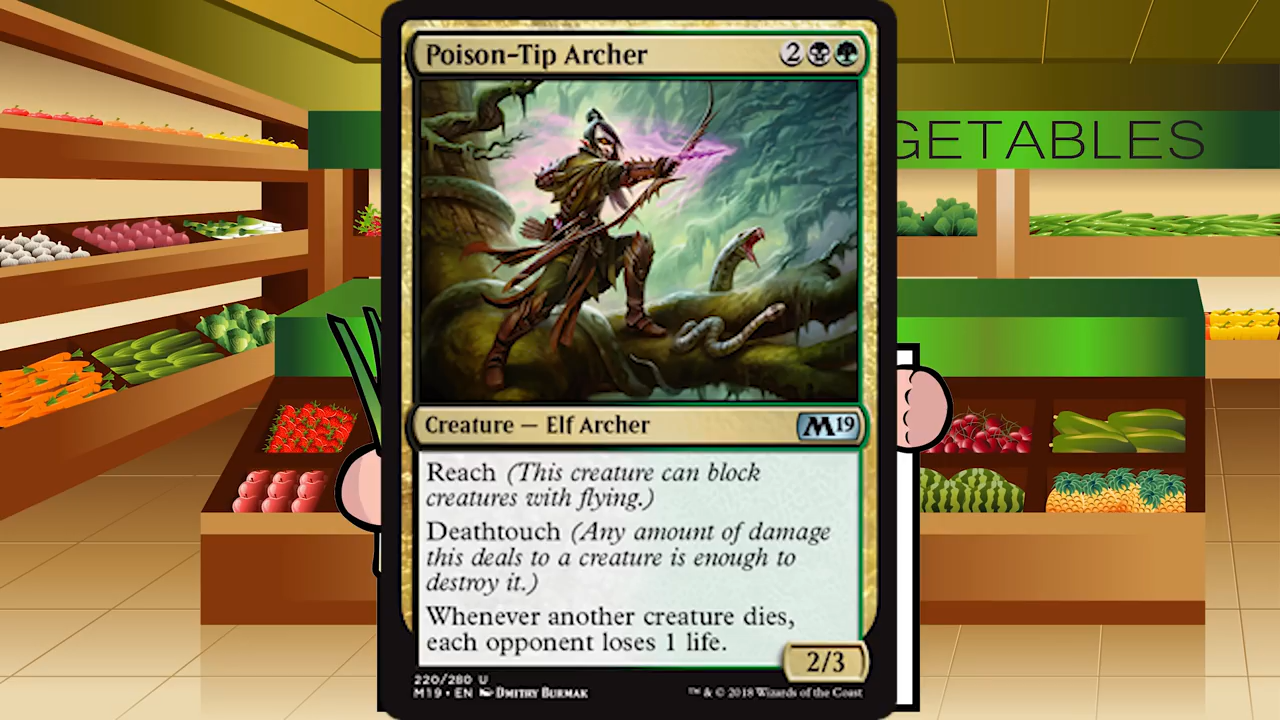 Poison-Tip Archer 2
GETABLES
Creature — Elf Archer M19
Reach (This creature can block
creatures with flying.)
Deathtouch (Any amount of damage
this deals to a creature is enough to
destroy it.)
Whenever another creature dies,
each opponent loses 1 life.
2/3
220/280 U
M19 • EN Dmitry Burmak
™ & © 2018 Wizards of the Coast